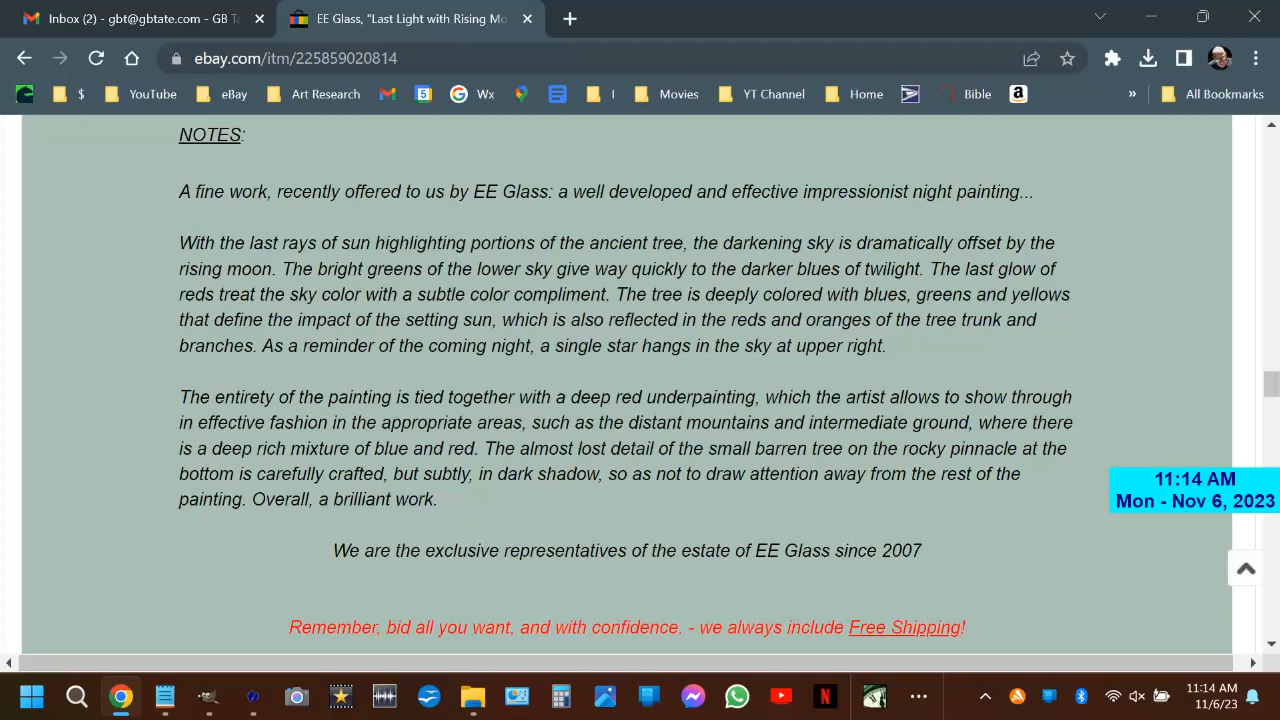 Inbox (2) - gbt@gbtate.com - GB Ta
EE Glass, "Last Light with Rising Mo
ebay.com/itm/225859020814
$
YouTube
eBay
Art Research
5
G
Wx
I
Movies
YT Channel
Home
Bible
a
»
All Bookmarks
NOTES:
A fine work, recently offered to us by EE Glass: a well developed and effective impressionist night painting...
With the last rays of sun highlighting portions of the ancient tree, the darkening sky is dramatically offset by the
rising moon. The bright greens of the lower sky give way quickly to the darker blues of twilight. The last glow of
reds treat the sky color with a subtle color compliment. The tree is deeply colored with blues, greens and yellows
that define the impact of the setting sun, which is also reflected in the reds and oranges of the tree trunk and
branches. As a reminder of the coming night, a single star hangs in the sky at upper right.
The entirety of the painting is tied together with a deep red underpainting, which the artist allows to show through
in effective fashion in the appropriate areas, such as the distant mountains and intermediate ground, where there
is a deep rich mixture of blue and red. The almost lost detail of the small barren tree on the rocky pinnacle at the
bottom is carefully crafted, but subtly, in dark shadow, so as not to draw attention away from the rest of the
painting. Overall, a brilliant work.
11:14 AM
Mon - Nov 6, 2023
We are the exclusive representatives of the estate of EE Glass since 2007
Remember, bid all you want, and with confidence. - we always include Free Shipping!
N
11:14 AM
11/6/23